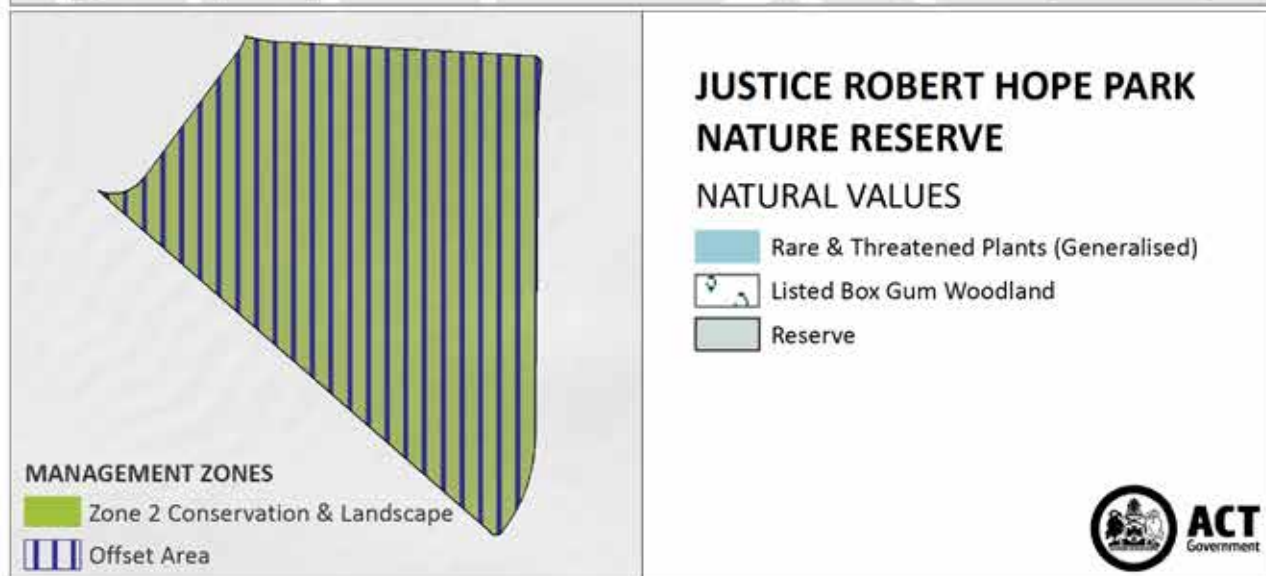 MANAGEMENT ZONES
Zone 2 Conservation & Landscape
Offset Area
JUSTICE ROBERT HOPE PARK
NATURE RESERVE
NATURAL VALUES
Rare & Threatened Plants (Generalised)
Listed Box Gum Woodland
Reserve
ACT
Government